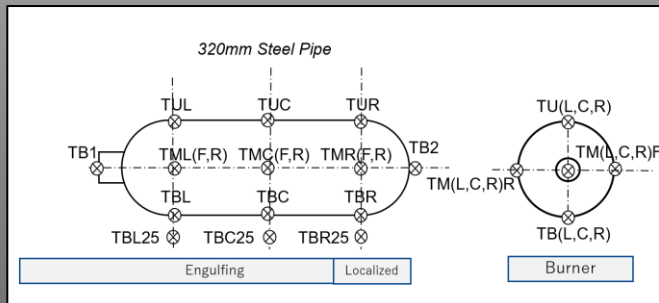 320mm Steel Pipe
TUL TUC TUR TU(L,C,R)
TB1 TML(F,R) TMC(F,R) TMR(F,R) TB2 TM(L,C,R)F
TM(L,C,R)R
TBL TBC TBR
TBL25 TBC25 TBR25 TB(L,C,R)
Engulfing Localized Burner